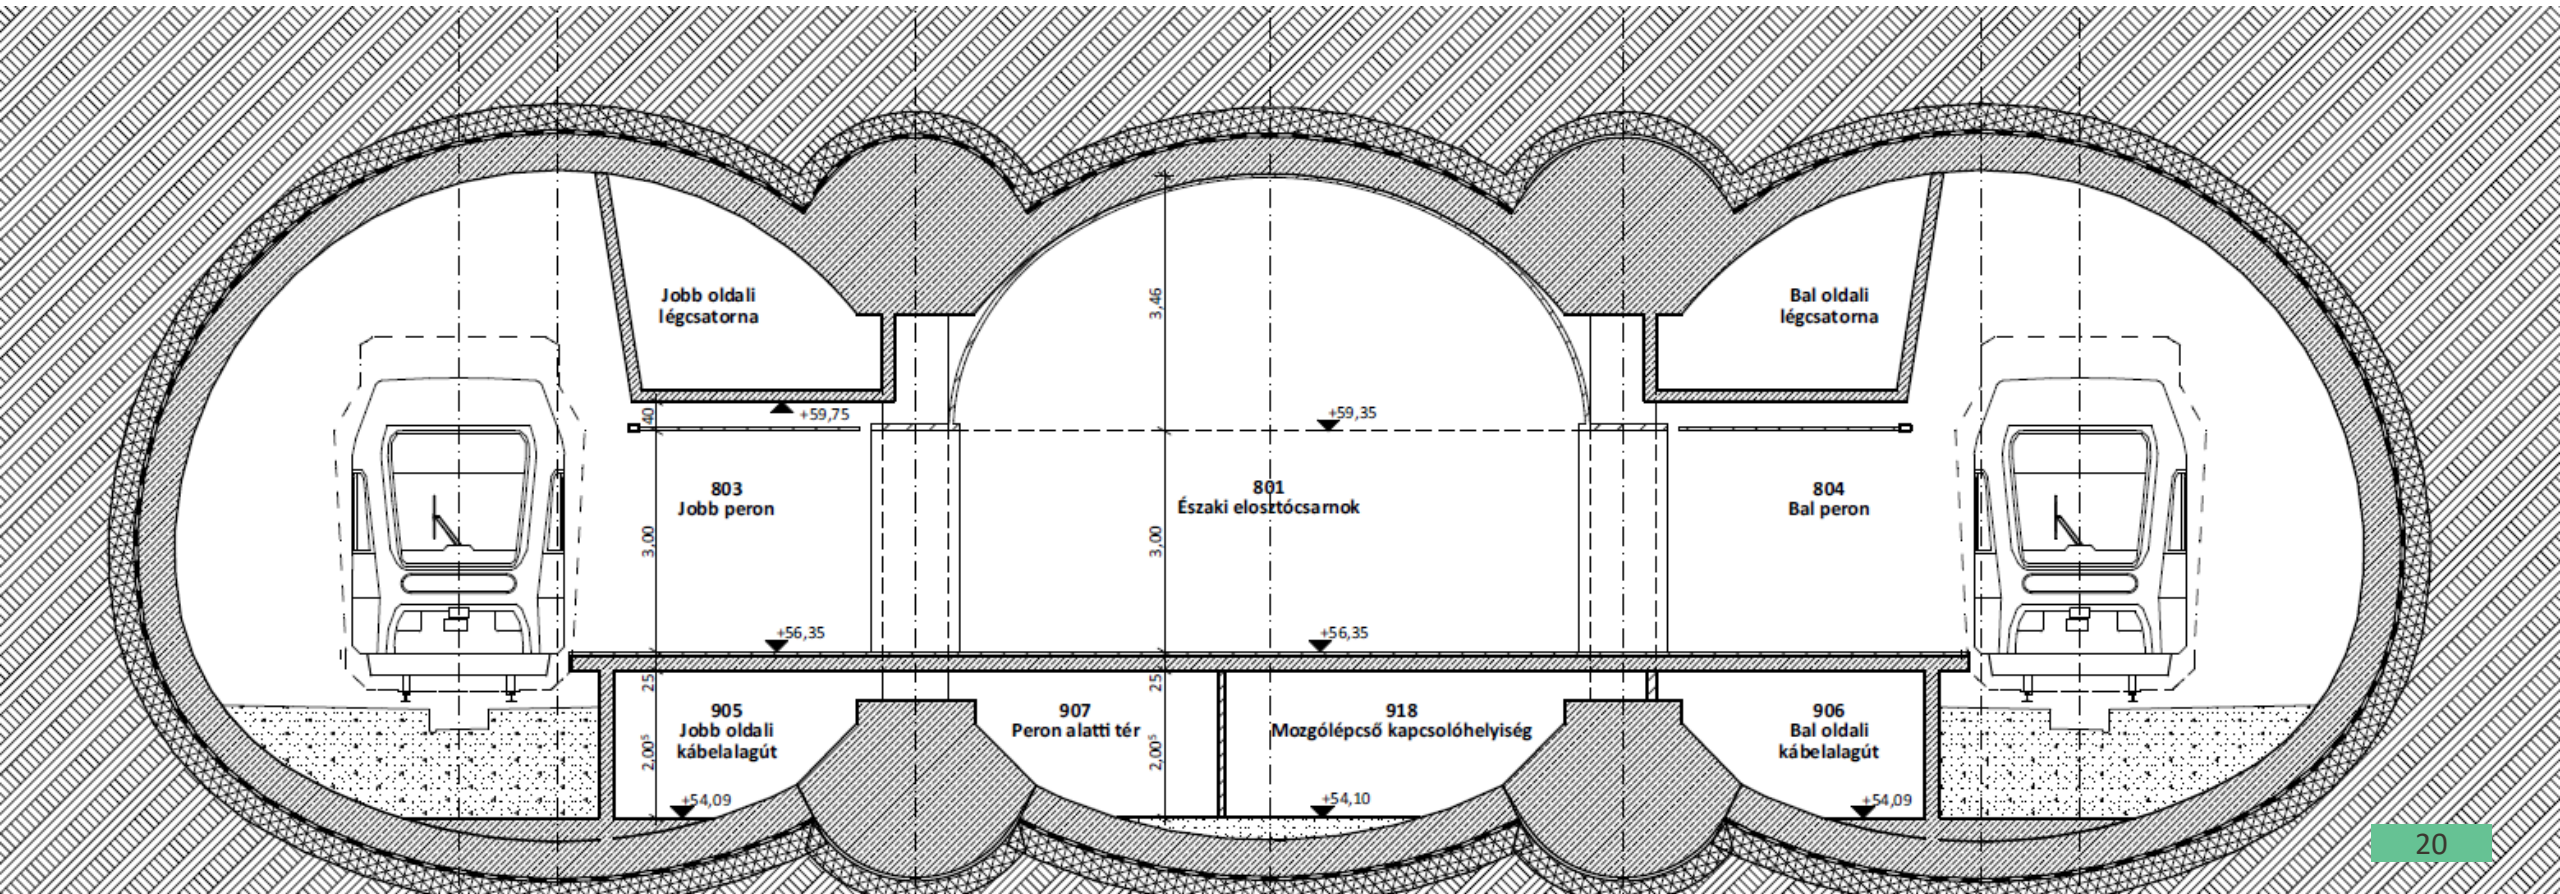 Jobb oldali
légcsatorna
Bal oldali
légcsatorna
3,46
40
+59,75
+59,35
803
Jobb peron
801
Északi elosztócsarnok
804
Bal peron
3,00
3,00
+56,35
+56,35
25
25
905
Jobb oldali
kábelalagút
907
Peron alatti tér
918
Mozgólépcső kapcsolóhelyiség
906
Bal oldali
kábelalagút
2,00⁵
2,00⁵
+54,09
+54,10
+54,09
20